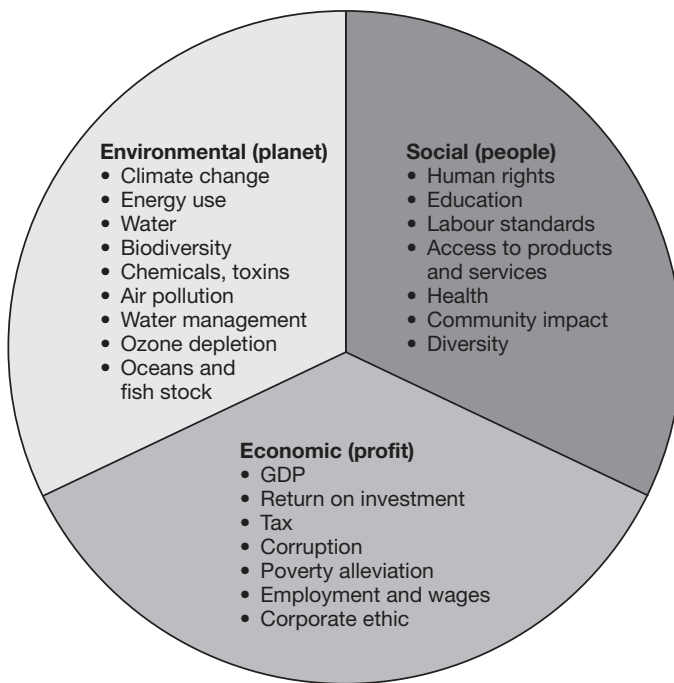 Environmental (planet)
• Climate change
• Energy use
• Water
• Biodiversity
• Chemicals, toxins
• Air pollution
• Water management
• Ozone depletion
• Oceans and
fish stock
Social (people)
• Human rights
• Education
• Labour standards
• Access to products
and services
• Health
• Community impact
• Diversity
Economic (profit)
• GDP
• Return on investment
• Tax
• Corruption
• Poverty alleviation
• Employment and wages
• Corporate ethic